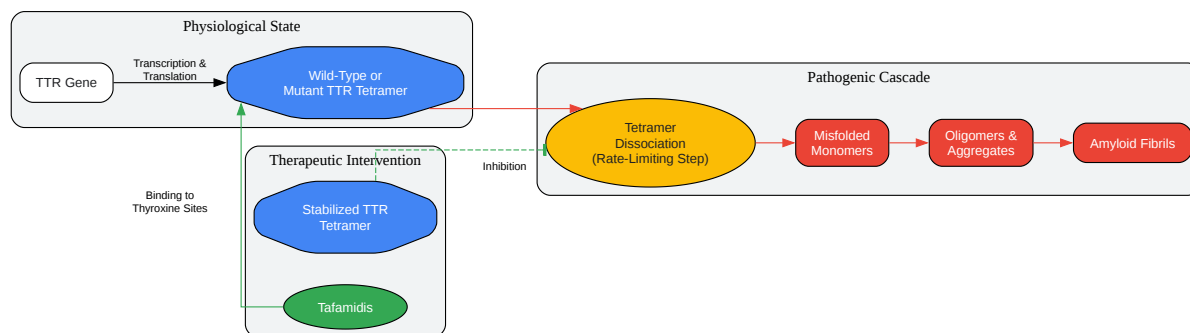 Physiological State
TTR Gene
Transcription &
Translation
Wild-Type or
Mutant TTR Tetramer
Pathogenic Cascade
Tetramer
Dissociation
(Rate-Limiting Step)
Misfolded
Monomers
Oligomers &
Aggregates
Amyloid Fibrils
Therapeutic Intervention
Inhibition
Binding to
Thyroxine Sites
Stabilized TTR
Tetramer
Tafamidis